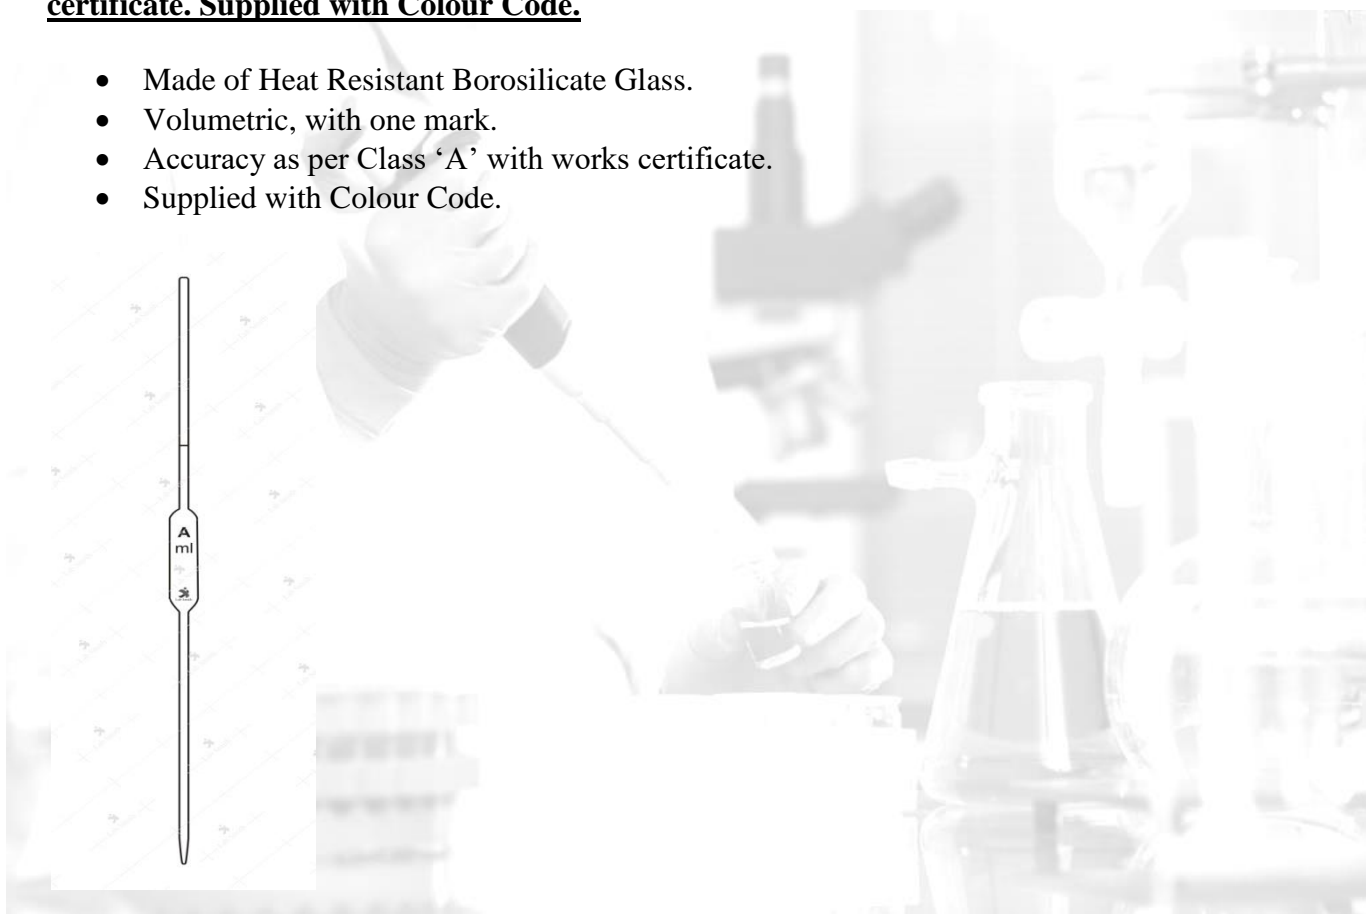 certificate. Supplied with Colour Code.
• Made of Heat Resistant Borosilicate Glass.
• Volumetric, with one mark.
• Accuracy as per Class ‘A’ with works certificate.
• Supplied with Colour Code.
A
ml